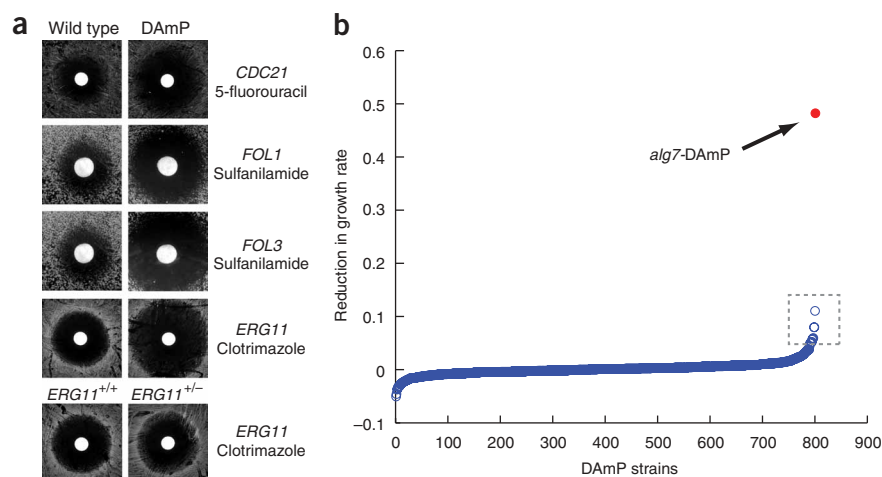 a
Wild type DAmP
CDC21
5-fluorouracil
FOL1
Sulfanilamide
FOL3
Sulfanilamide
ERG11
Clotrimazole
ERG11+/+ ERG11+/−
ERG11
Clotrimazole
b
Reduction in growth rate
0.6
0.5
0.4
0.3
0.2
0.1
0
−0.1
alg7-DAmP
0 100 200 300 400 500 600 700 800 900
DAmP strains